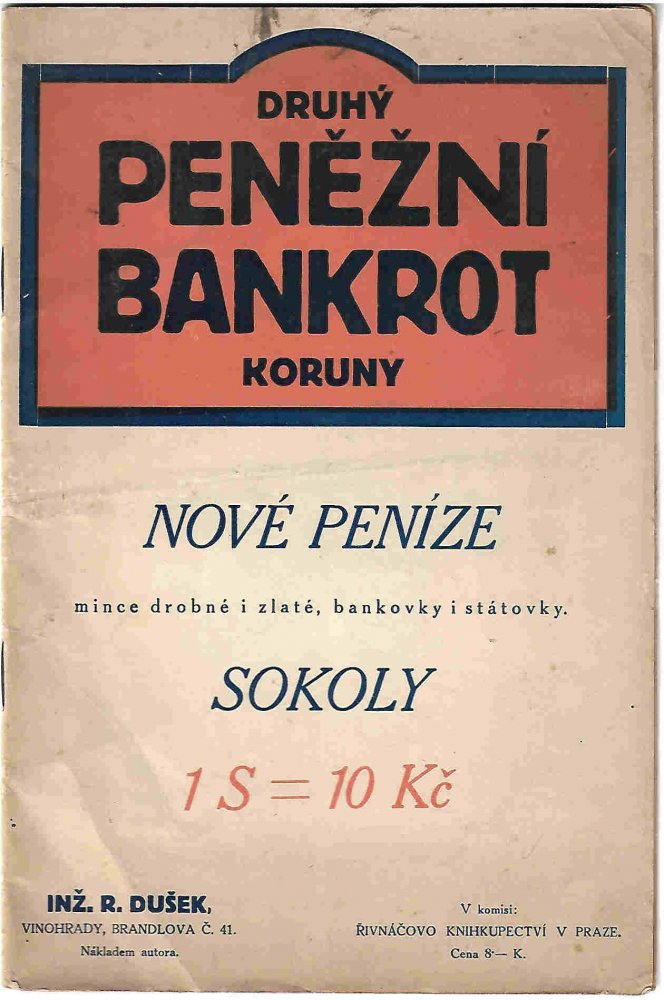 DRUHÝ
PENĚŽNÍ
BANKROT
KORUNY
NOVÉ PENÍZE
mince drobné i zlaté, bankovky i státovky.
SOKOLY
1 S = 10 Kč
INŽ. R. DUŠEK,
VINOHRADY, BRANDLOVA Č. 41.
Nákladem autora.
V komisi:
ŘIVNÁČOVO KNIHKUPECTVÍ V PRAZE.
Cena 8·— K.